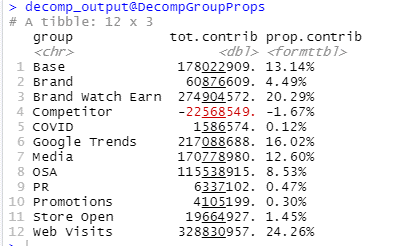 > decomp_output@DecompGroupProps
# A tibble: 12 x 3
group tot.contrib prop.contrib
<chr> <dbl> <formttbl>
1 Base 178022909. 13.14%
2 Brand 60876609. 4.49%
3 Brand Watch Earn 274904572. 20.29%
4 Competitor -22568549. -1.67%
5 COVID 1586574. 0.12%
6 Google Trends 217088688. 16.02%
7 Media 170778980. 12.60%
8 OSA 115538915. 8.53%
9 PR 6337102. 0.47%
10 Promotions 4105199. 0.30%
11 Store Open 19664927. 1.45%
12 Web Visits 328830957. 24.26%